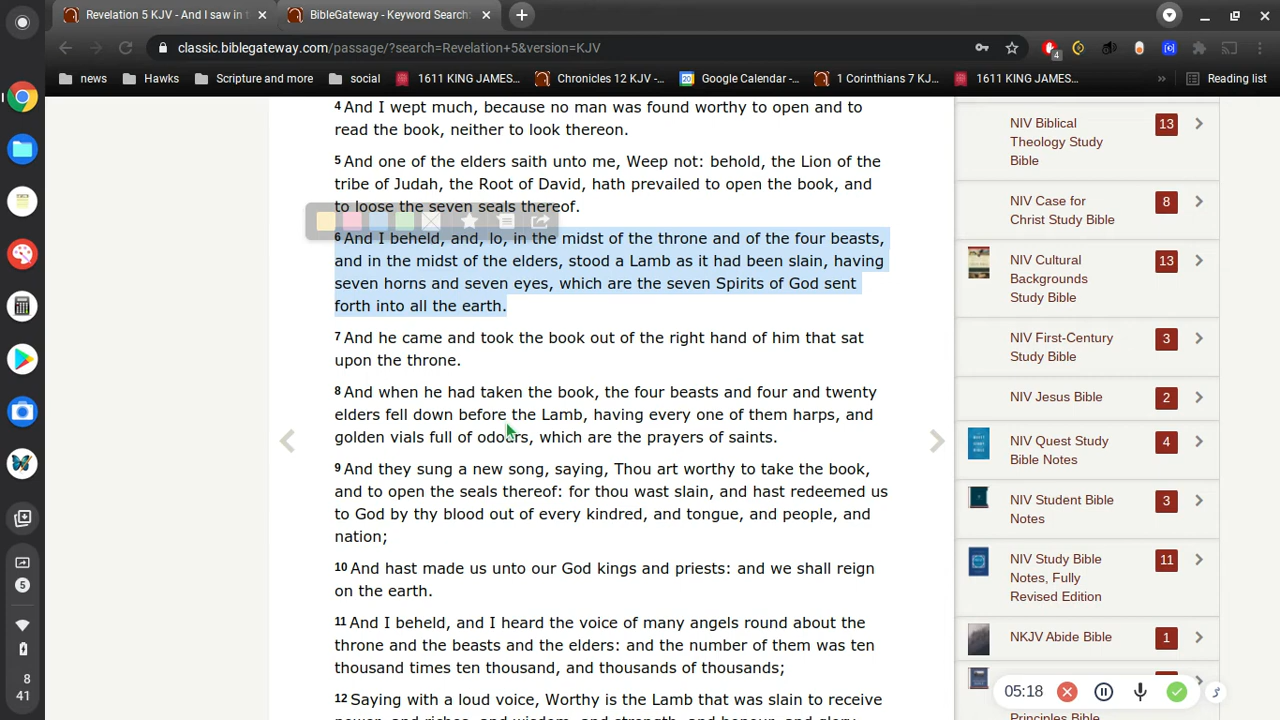 Revelation 5 KJV - And I saw in t
BibleGateway - Keyword Search:
classic.biblegateway.com/passage/?search=Revelation+5&version=KJV
4
news
Hawks
Scripture and more
social
1611 KING JAMES...
Chronicles 12 KJV -...
20
Google Calendar -...
1 Corinthians 7 KJ...
1611 KING JAMES...
»
Reading list
4 And I wept much, because no man was found worthy to open and to
read the book, neither to look thereon.
5 And one of the elders saith unto me, Weep not: behold, the Lion of the
tribe of Judah, the Root of David, hath prevailed to open the book, and
to loose the seven seals thereof.
6 And I beheld, and, lo, in the midst of the throne and of the four beasts,
and in the midst of the elders, stood a Lamb as it had been slain, having
seven horns and seven eyes, which are the seven Spirits of God sent
forth into all the earth.
7 And he came and took the book out of the right hand of him that sat
upon the throne.
8 And when he had taken the book, the four beasts and four and twenty
elders fell down before the Lamb, having every one of them harps, and
golden vials full of odours, which are the prayers of saints.
9 And they sung a new song, saying, Thou art worthy to take the book,
and to open the seals thereof: for thou wast slain, and hast redeemed us
to God by thy blood out of every kindred, and tongue, and people, and
nation;
10 And hast made us unto our God kings and priests: and we shall reign
on the earth.
11 And I beheld, and I heard the voice of many angels round about the
throne and the beasts and the elders: and the number of them was ten
thousand times ten thousand, and thousands of thousands;
12 Saying with a loud voice, Worthy is the Lamb that was slain to receive
power, and riches, and wisdom, and strength, and honour, and glory,
NIV Biblical
Theology Study
Bible
13
NIV Case for
Christ Study Bible
8
NIV Cultural
Backgrounds
Study Bible
13
NIV First-Century
Study Bible
3
NIV Jesus Bible
2
NIV Quest Study
Bible Notes
4
NIV Student Bible
Notes
3
NIV Study Bible
Notes, Fully
Revised Edition
11
NKJV Abide Bible
1
Principles Bible
05:18
5
8
41